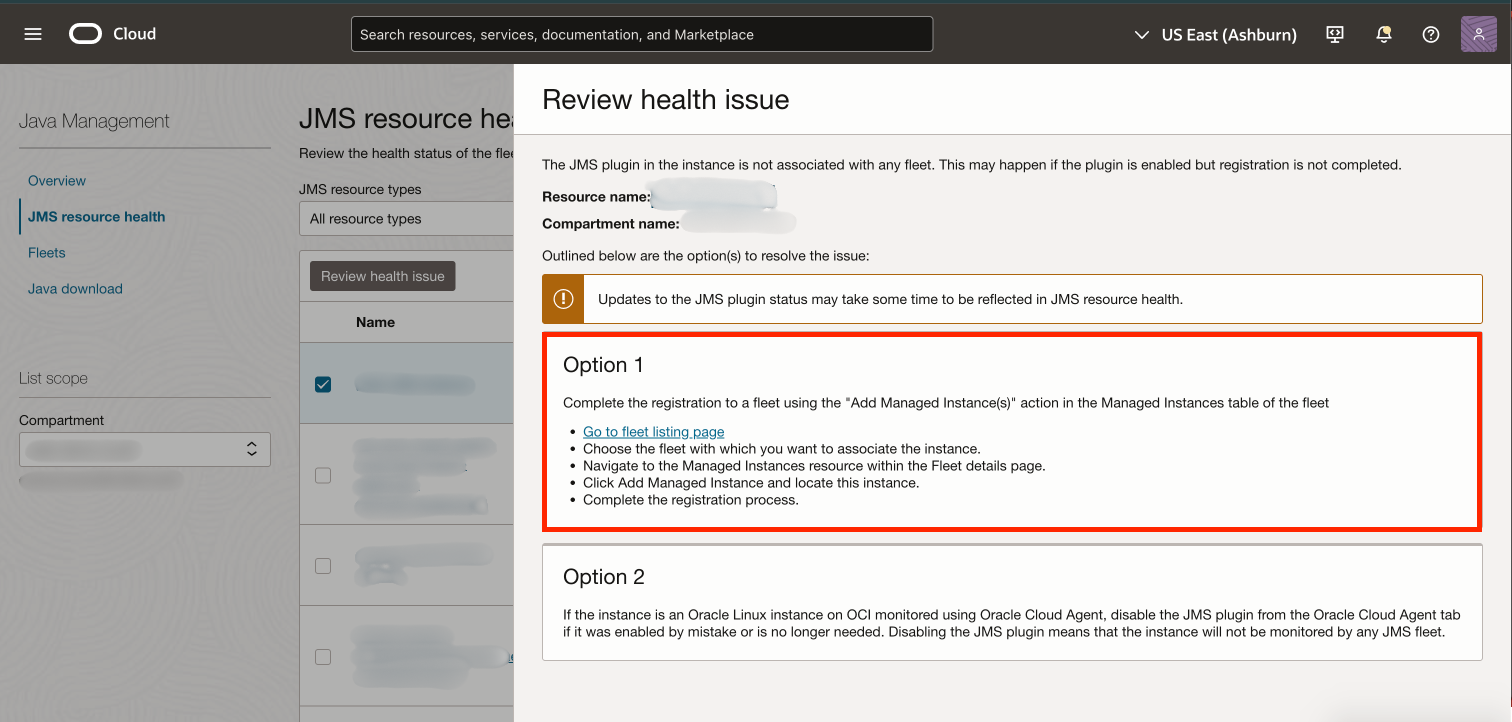 Cloud
Search resources, services, documentation, and Marketplace
US East (Ashburn)
Java Management
Overview
JMS resource health
Fleets
Java download
List scope
Compartment
JMS resource
Review the health status of the
JMS resource types
All resource types
Review health issue
Name
Review health issue
The JMS plugin in the instance is not associated with any fleet. This may happen if the plugin is enabled but registration is not completed.
Resource name:
Compartment name:
Outlined below are the option(s) to resolve the issue:
Updates to the JMS plugin status may take some time to be reflected in JMS resource health.
Option 1
Complete the registration to a fleet using the "Add Managed Instance(s)" action in the Managed Instances table of the fleet
• Go to fleet listing page
• Choose the fleet with which you want to associate the instance.
• Navigate to the Managed Instances resource within the Fleet details page.
• Click Add Managed Instance and locate this instance.
• Complete the registration process.
Option 2
If the instance is an Oracle Linux instance on OCI monitored using Oracle Cloud Agent, disable the JMS plugin from the Oracle Cloud Agent tab
if it was enabled by mistake or is no longer needed. Disabling the JMS plugin means that the instance will not be monitored by any JMS fleet.